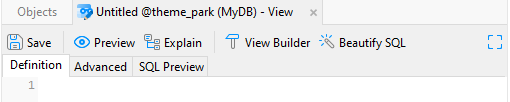 Objects Untitled @theme_park (MyDB) - View
Save Preview Explain View Builder Beautify SQL
Definition Advanced SQL Preview
1